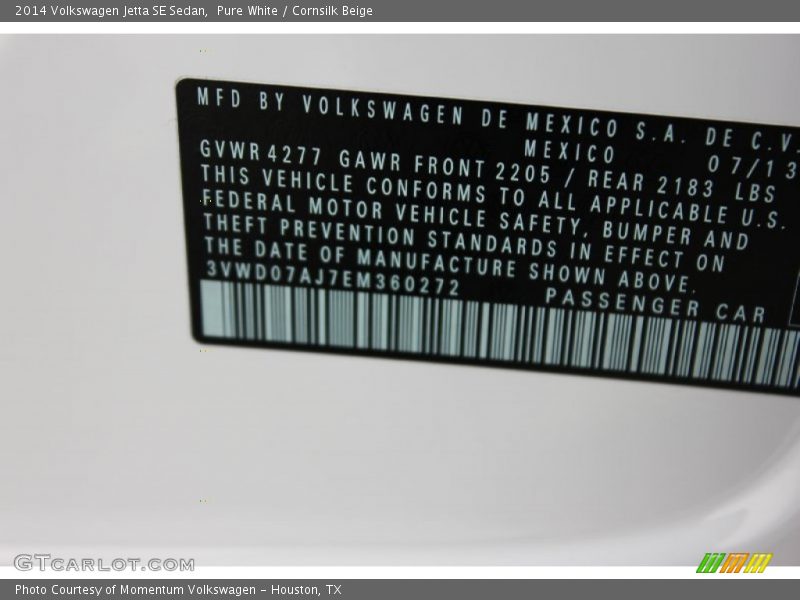 2014 Volkswagen Jetta SE Sedan,  Pure White / Cornsilk Beige
MFD BY VOLKSWAGEN DE MEXICO S.A. DE C.V.
MEXICO 07/13
GVWR 4277 GAWR FRONT 2205 / REAR 2183 LBS
THIS VEHICLE CONFORMS TO ALL APPLICABLE U.S.
FEDERAL MOTOR VEHICLE SAFETY, BUMPER AND
THEFT PREVENTION STANDARDS IN EFFECT ON
THE DATE OF MANUFACTURE SHOWN ABOVE.
3VWD07AJ7EM360272 PASSENGER CAR
GTCARLOT.COM
Photo Courtesy of Momentum Volkswagen - Houston, TX